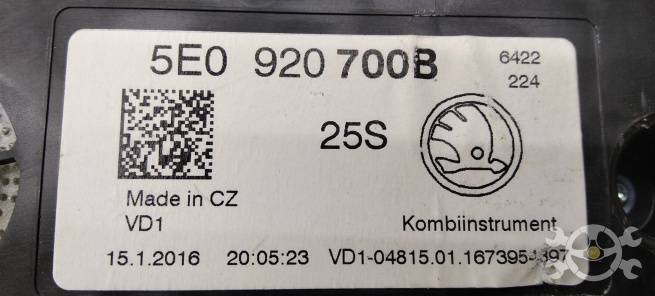 5E0 920 700B
6422
224
25S
Made in CZ
VD1
Kombiinstrument
15.1.2016 20:05:23